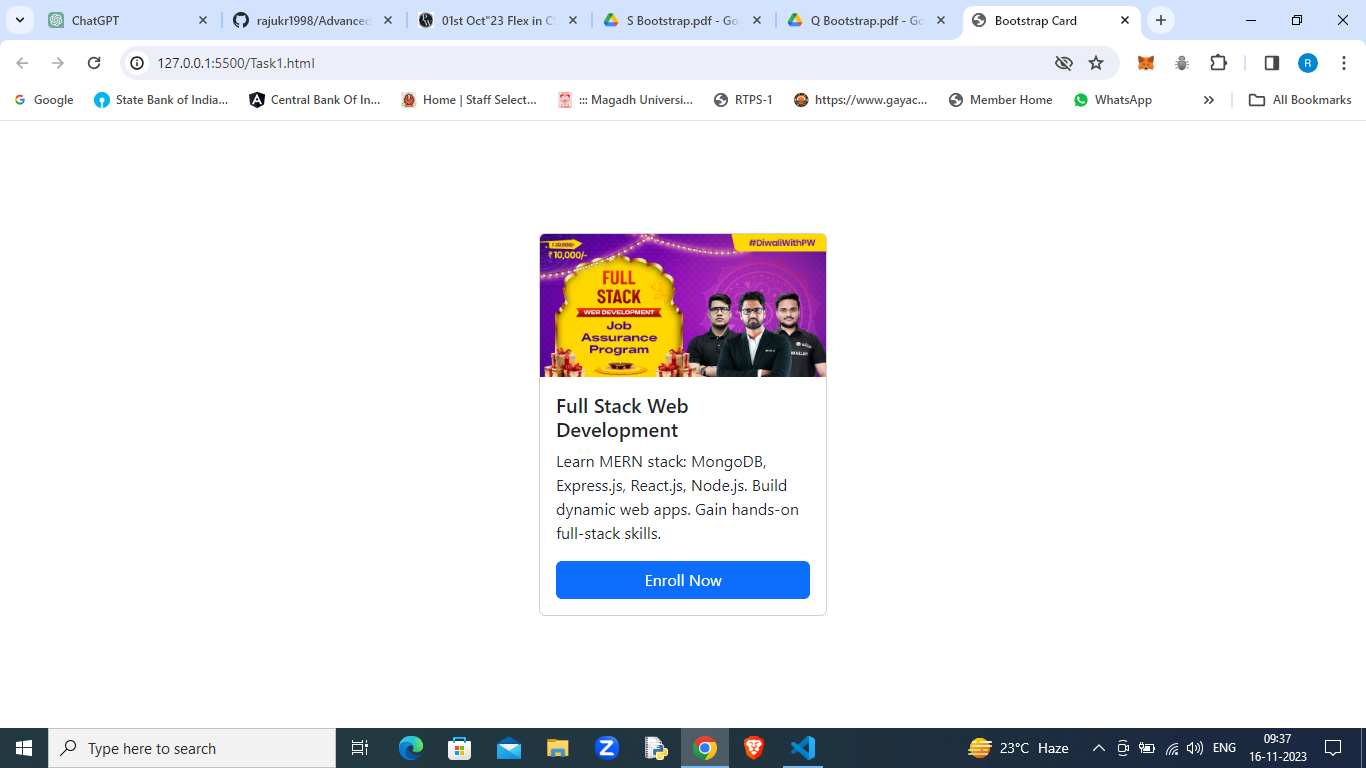 ChatGPT
rajukr1998/Advanced
01st Oct"23 Flex in C
S Bootstrap.pdf - Go
Q Bootstrap.pdf - Go
Bootstrap Card
127.0.0.1:5500/Task1.html
R
Google
State Bank of India...
Central Bank Of In...
Home | Staff Select...
::: Magadh Universi...
RTPS-1
https://www.gayac...
Member Home
WhatsApp
All Bookmarks
#DiwaliWithPW
₹ 10,000/-
FULL
STACK
WEB DEVELOPMENT
Job
Assurance
Program
Full Stack Web
Development
Learn MERN stack: MongoDB,
Express.js, React.js, Node.js. Build
dynamic web apps. Gain hands-on
full-stack skills.
Enroll Now
Type here to search
23°C Haze
ENG
09:37
16-11-2023